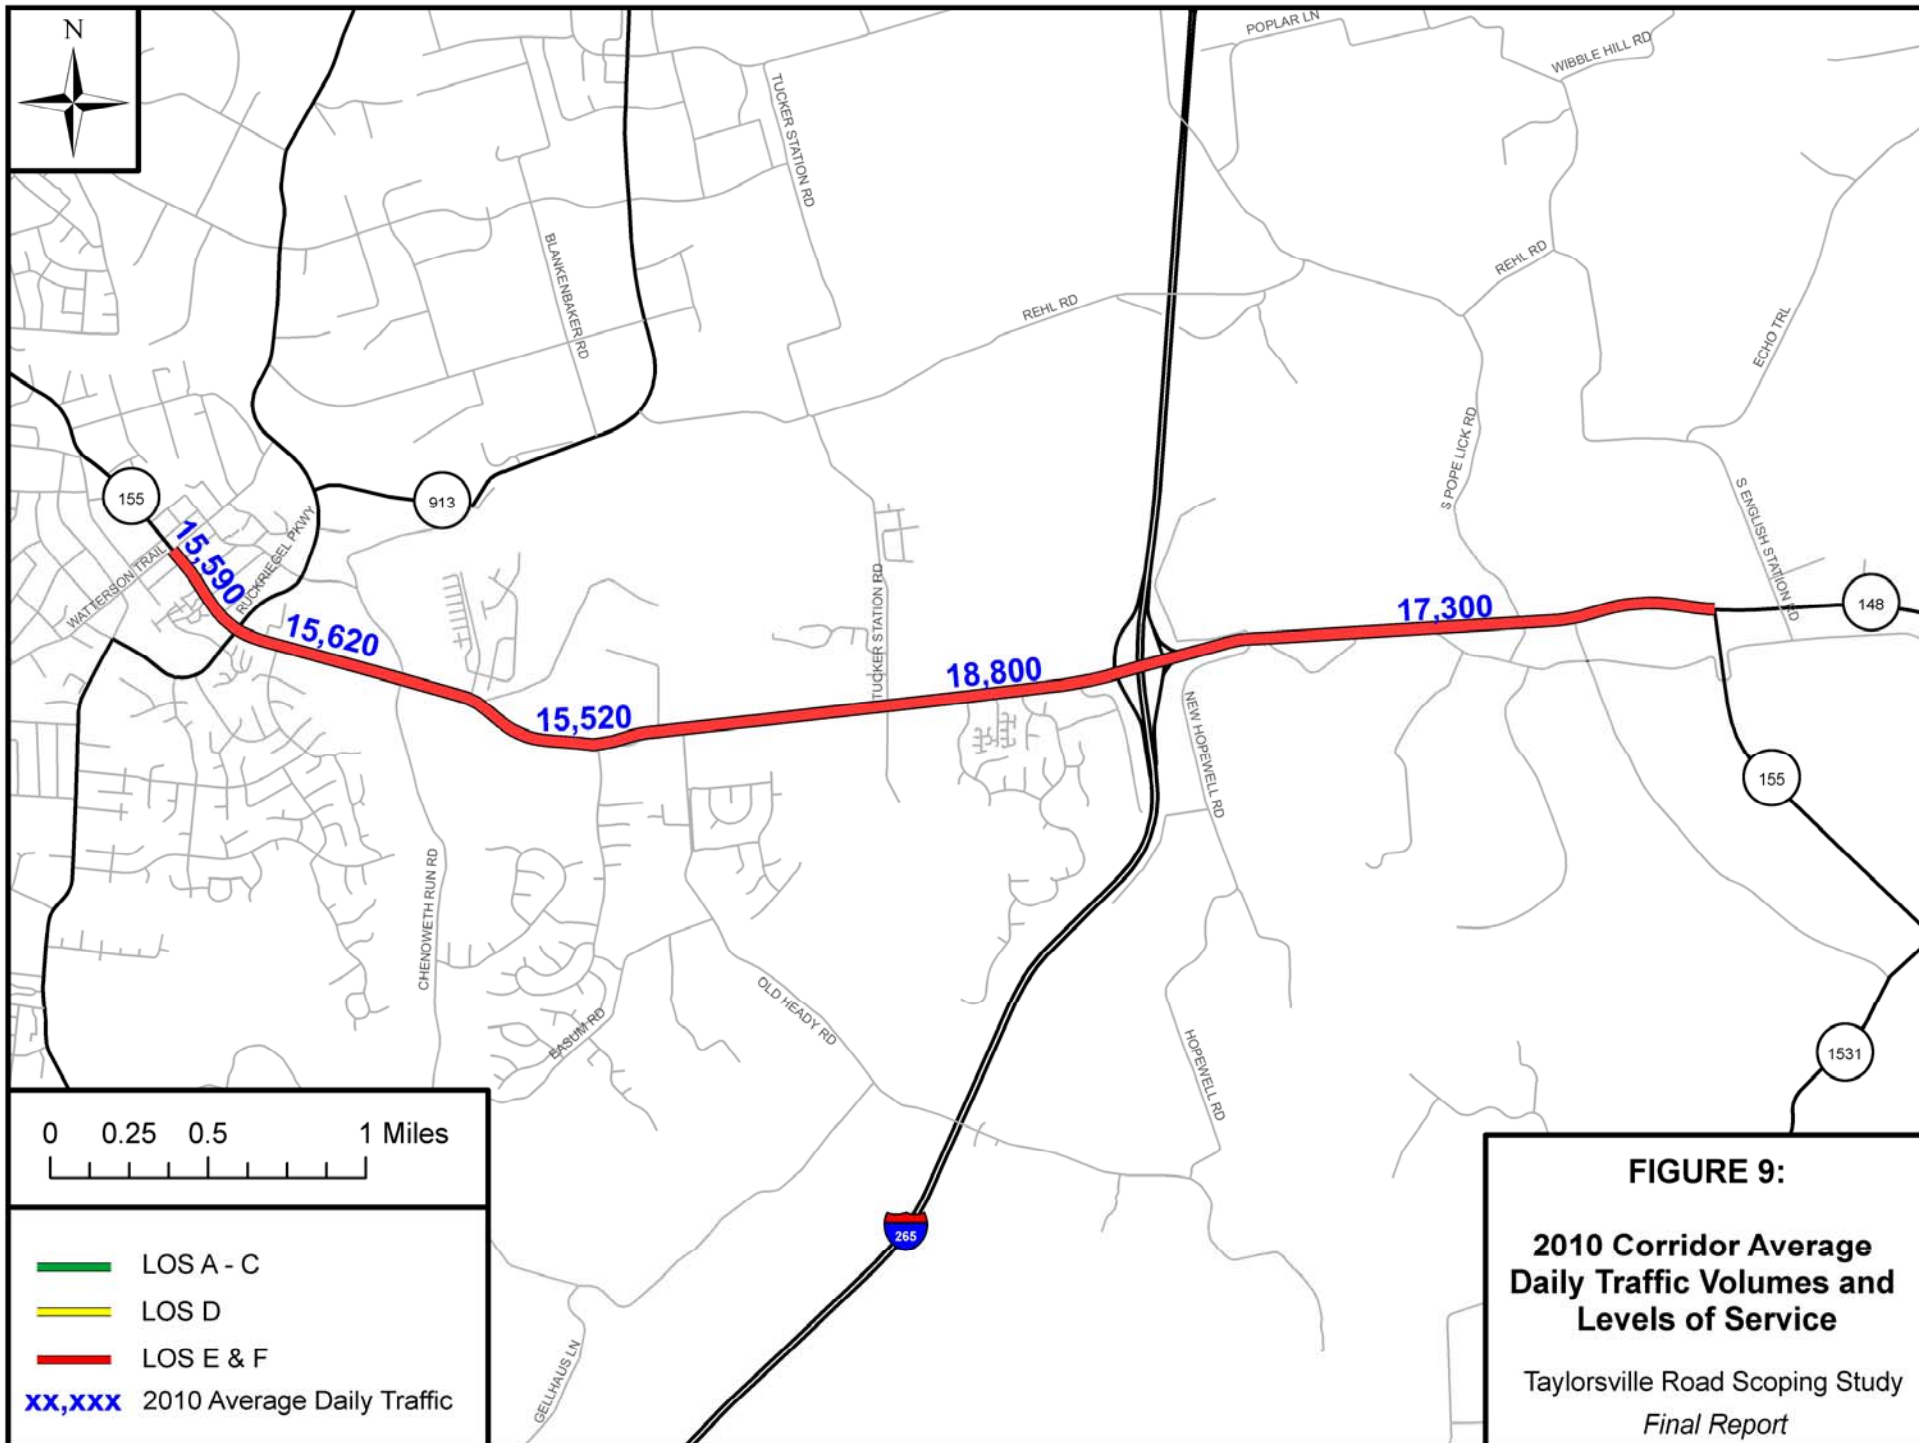 N
POPLAR LN
WIBBLE HILL RD
TUCKER STATION RD
BLANKENBAKER RD
REHL RD
REHL RD
ECHO TRL
S POPE LICK RD
S ENGLISH STATION RD
155
913
WATTERSON TRAIL
RUCKRIEGEL PKWY
15,590
15,620
15,520
TUCKER STATION RD
18,800
17,300
148
155
NEW HOPEWELL RD
CHENOWETH RUN RD
OLD HEADY RD
EASUM RD
HOPEWELL RD
1531
265
GELLHAUS LN
0 0.25 0.5 1 Miles
LOS A - C
LOS D
LOS E & F
xx,xxx 2010 Average Daily Traffic
FIGURE 9:
2010 Corridor Average
Daily Traffic Volumes and
Levels of Service
Taylorsville Road Scoping Study
Final Report